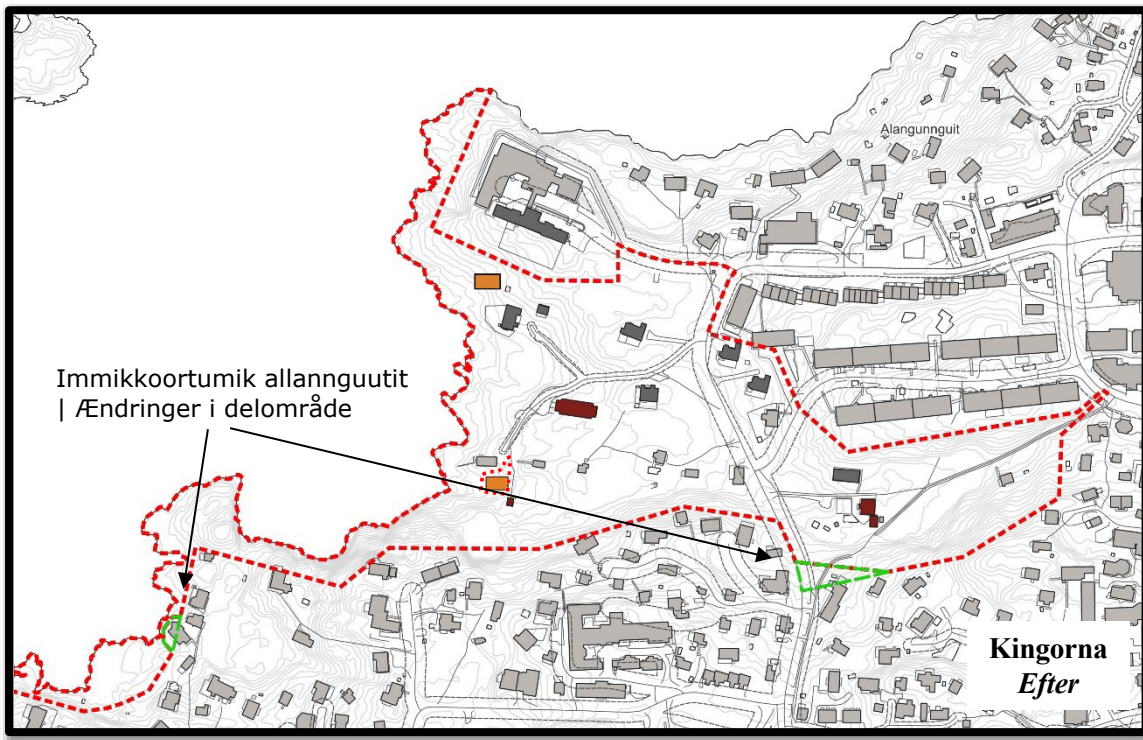 Alangunnguit
Immikkoortumik allannguutit
| Ændringer i delområde
Kingorna
Efter